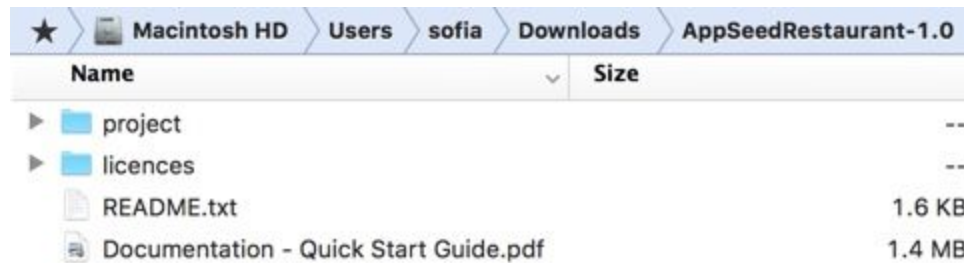 Macintosh HD Users sofia Downloads AppSeedRestaurant-1.0
Name Size
project --
licences --
README.txt 1.6 KB
Documentation - Quick Start Guide.pdf 1.4 MB